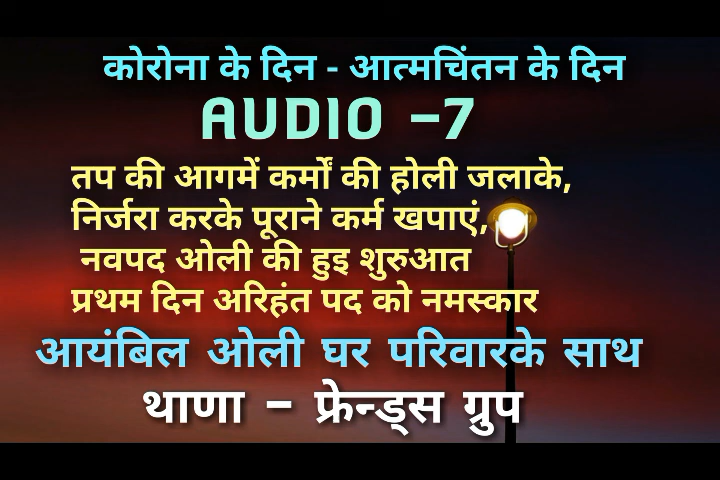 कोरोना के दिन - आत्मचिंतन के दिन
AUDIO -7
तप की आगमें कर्मों की होली जलाके,
निर्जरा करके पूराने कर्म खपाएं,
नवपद ओली की हुइ शुरुआत
प्रथम दिन अरिहंत पद को नमस्कार
आयंबिल ओली घर परिवारके साथ
थाणा - फ्रेन्ड्स ग्रुप